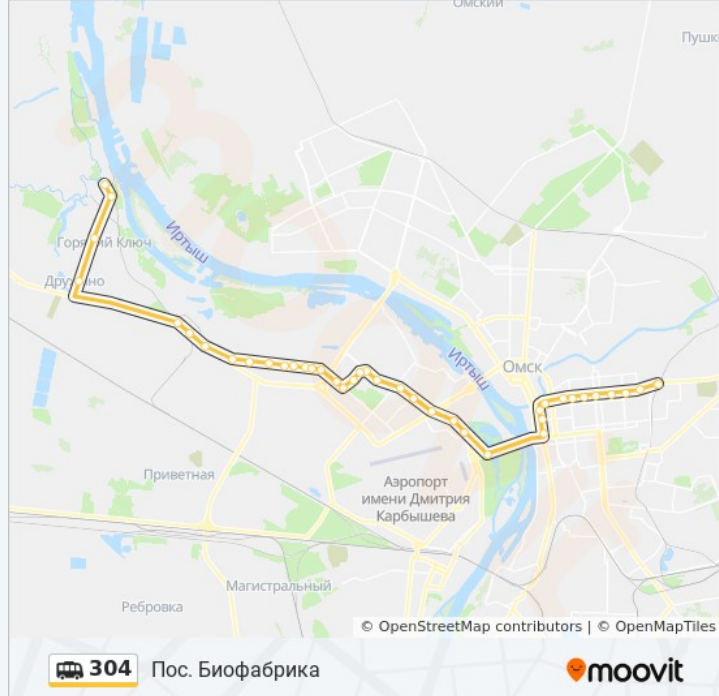 Омский
Пушк
Иртыш
Горячий Ключ
Дружино
Иртыш
Омск
Приветная
Аэропорт
имени Дмитрия
Карбышева
Магистральный
Ребровка
© OpenStreetMap contributors | © OpenMapTiles
304 Пос. Биофабрика
moovit